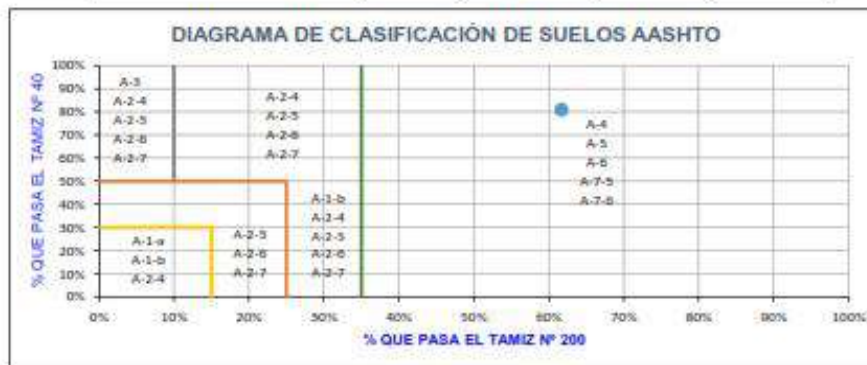 DIAGRAMA DE CLASIFICACIÓN DE SUELOS AASHTO
% QUE PASA EL TAMIZ Nº 40
100%
90%
80%
70%
60%
50%
40%
30%
20%
10%
0%
A-3
A-2-4
A-2-5
A-2-6
A-2-7
A-2-4
A-2-5
A-2-6
A-2-7
A-4
A-5
A-6
A-7-5
A-7-6
A-1-b
A-2-4
A-2-5
A-2-6
A-2-7
A-2-5
A-2-6
A-2-7
A-1-a
A-1-b
A-2-4
0% 10% 20% 30% 40% 50% 60% 70% 80% 90% 100%
% QUE PASA EL TAMIZ Nº 200